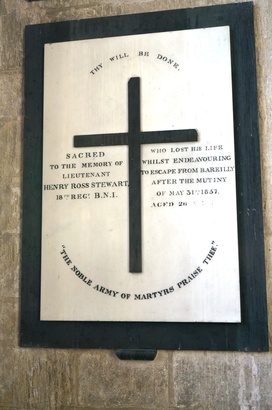 THY WILL BE DONE.
SACRED
TO THE MEMORY OF
LIEUTENANT
HENRY ROSS STEWART,
18TH REGT B.N.I.
WHO LOST HIS LIFE
WHILST ENDEAVOURING
TO ESCAPE FROM BAREILLY
AFTER THE MUTINY
OF MAY 31ST 1857,
AGED 26
"THE NOBLE ARMY OF MARTYRS PRAISE THEE."